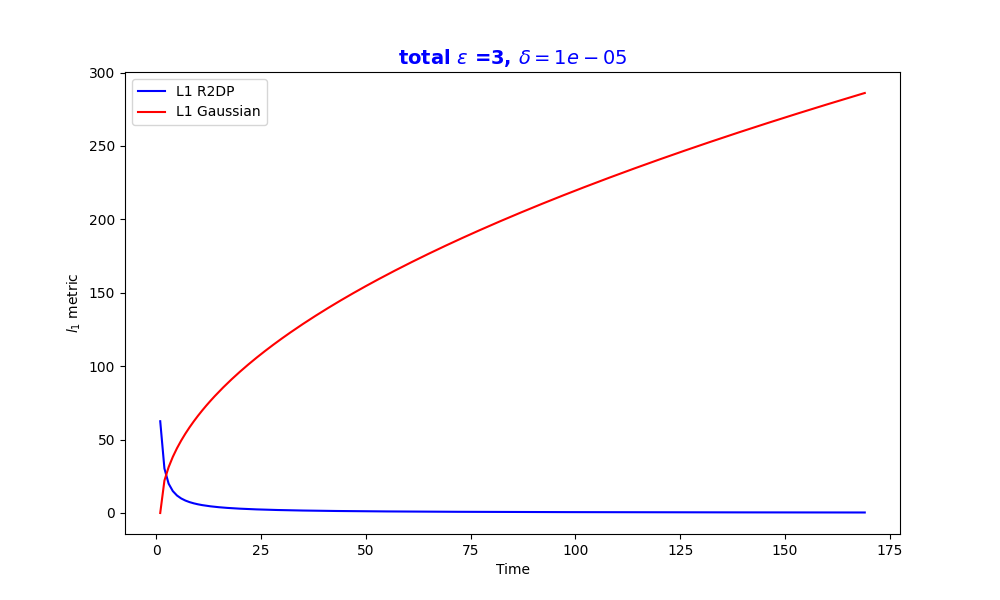 total ε =3, δ = 1e − 05
L1 R2DP
L1 Gaussian
300
250
200
150
100
50
0
l₁ metric
0 25 50 75 100 125 150 175
Time